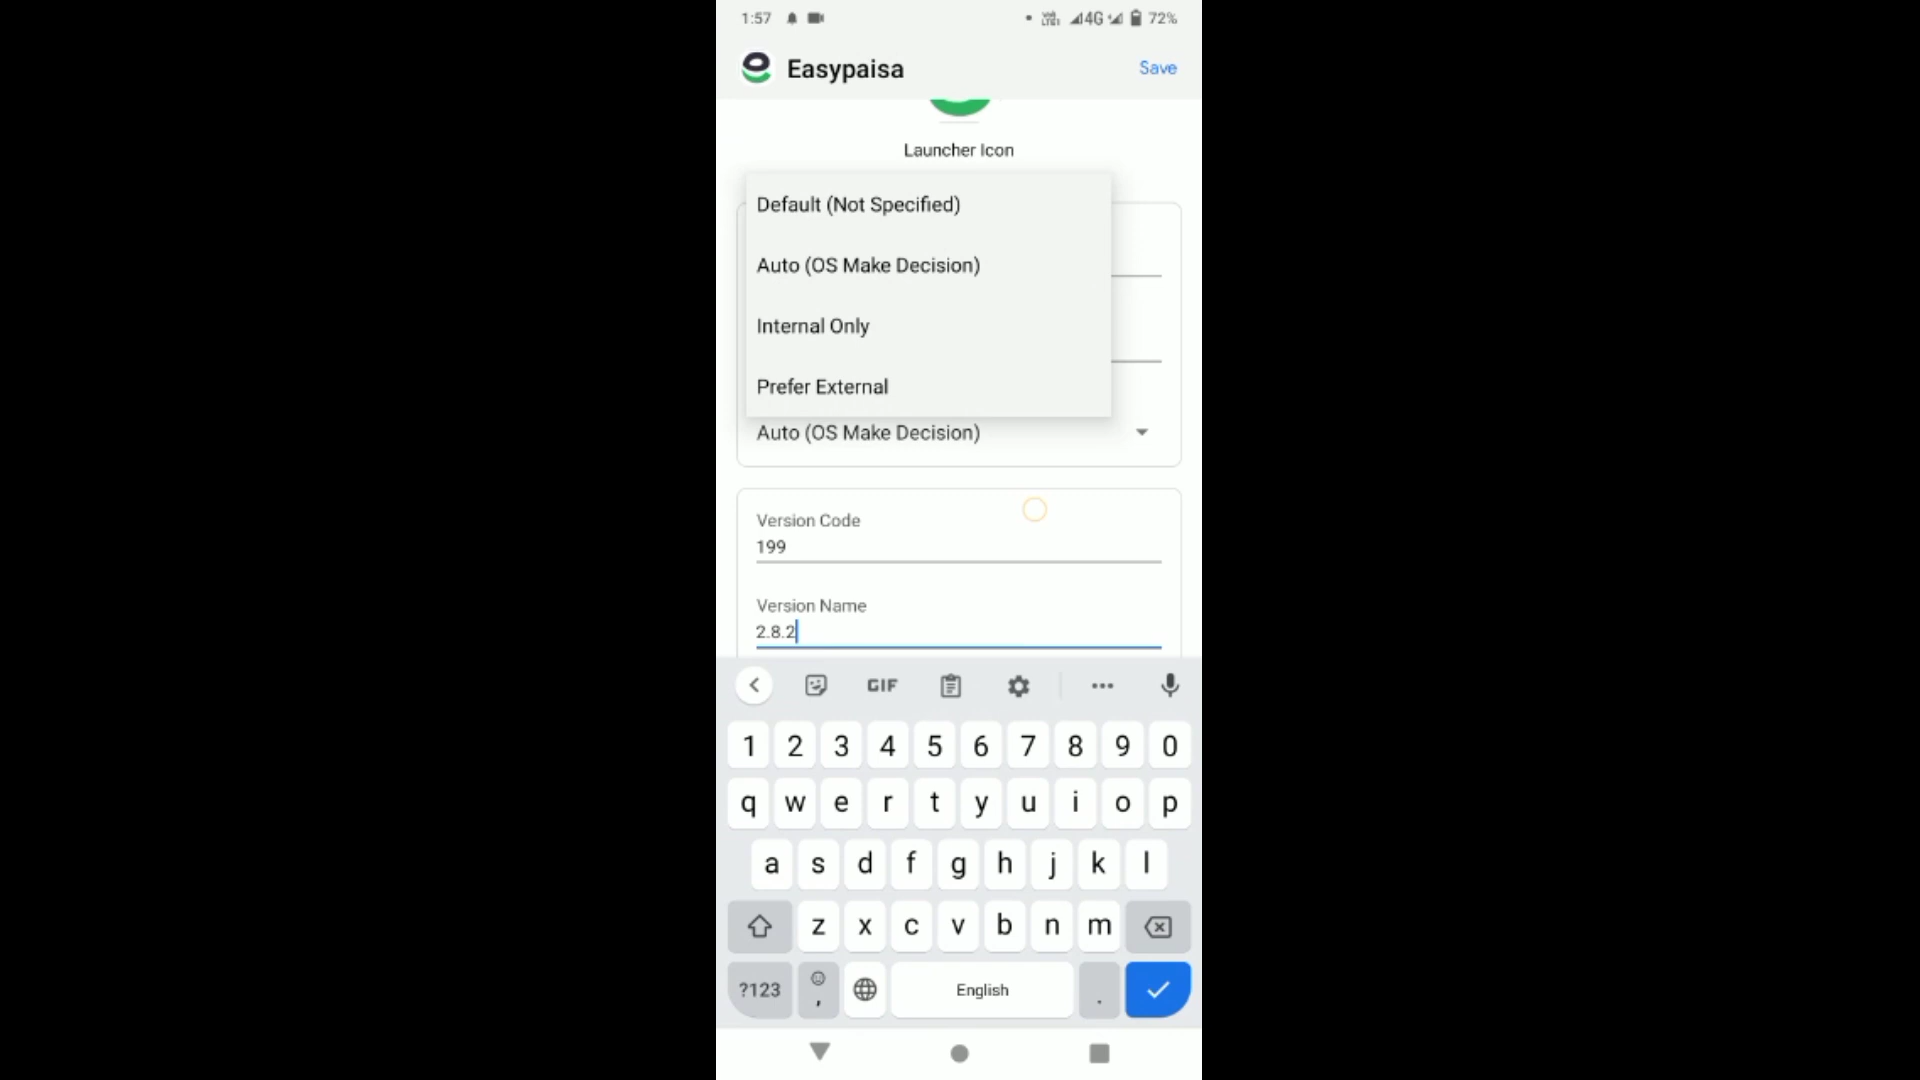 1:57 4G 72%
Easypaisa Save
Launcher Icon
Default (Not Specified)
Auto (OS Make Decision)
Internal Only
Prefer External
Auto (OS Make Decision)
Version Code
199
Version Name
2.8.2
GIF
1 2 3 4 5 6 7 8 9 0
q w e r t y u i o p
a s d f g h j k l
z x c v b n m
?123 , English .